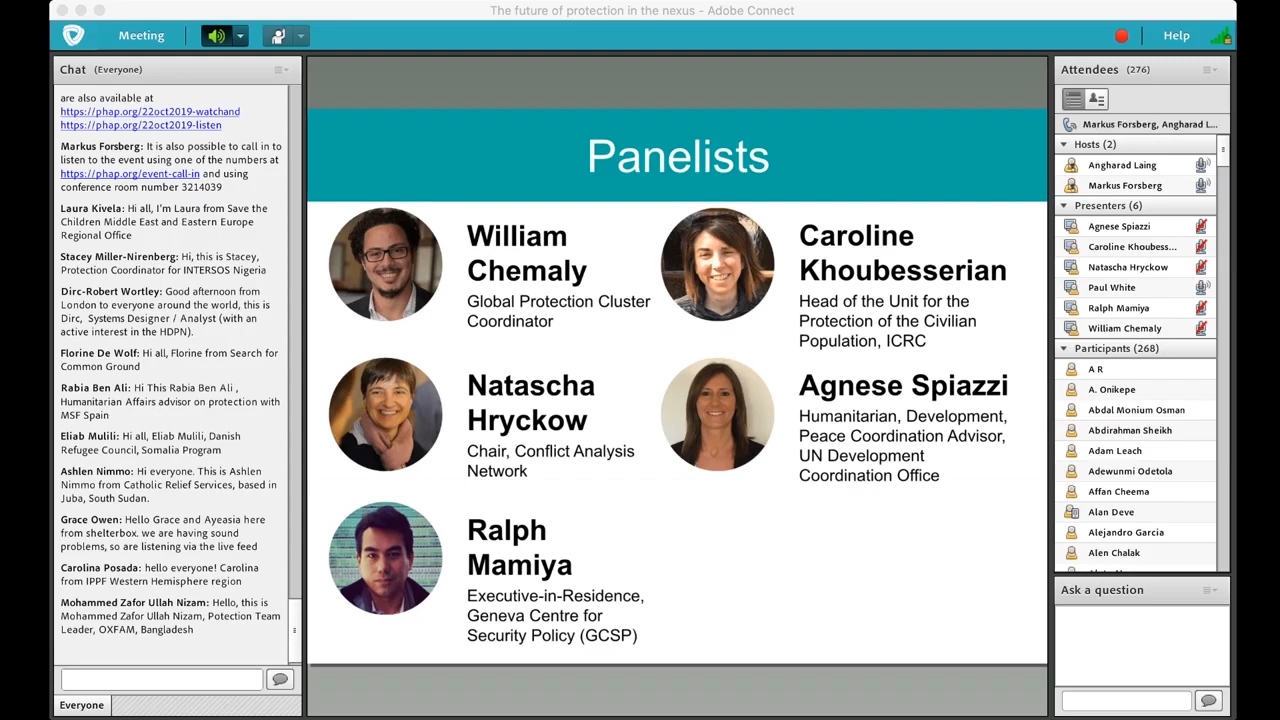 The future of protection in the nexus - Adobe Connect
Meeting
Help
Chat (Everyone)
are also available at
https://phap.org/22oct2019-watchand
https://phap.org/22oct2019-listen
Markus Forsberg: It is also possible to call in to
listen to the event using one of the numbers at
https://phap.org/event-call-in and using
conference room number 3214039
Laura Kivela: Hi all, I'm Laura from Save the
Children Middle East and Eastern Europe
Regional Office
Stacey Miller-Nirenberg: Hi, this is Stacey,
Protection Coordinator for INTERSOS Nigeria
Dirc-Robert Wortley: Good afternoon from
London to everyone around the world, this is
Dirc, Systems Designer / Analyst (with an
active interest in the HDPN).
Florine De Wolf: Hi all, Florine from Search for
Common Ground
Rabia Ben Ali: Hi This Rabia Ben Ali ,
Humanitarian Affairs advisor on protection with
MSF Spain
Eliab Mulili: Hi all, Eliab Mulili, Danish
Refugee Council, Somalia Program
Ashlen Nimmo: Hi everyone. This is Ashlen
Nimmo from Catholic Relief Services, based in
Juba, South Sudan.
Grace Owen: Hello Grace and Ayeasia here
from shelterbox. we are having sound
problems, so are listening via the live feed
Carolina Posada: hello everyone! Carolina
from IPPF Western Hemisphere region
Mohammed Zafor Ullah Nizam: Hello, this is
Mohammed Zafor Ullah Nizam, Potection Team
Leader, OXFAM, Bangladesh
Everyone
Panelists
William
Chemaly
Global Protection Cluster
Coordinator
Caroline
Khoubesserian
Head of the Unit for the
Protection of the Civilian
Population, ICRC
Natascha
Hryckow
Chair, Conflict Analysis
Network
Agnese Spiazzi
Humanitarian, Development,
Peace Coordination Advisor,
UN Development
Coordination Office
Ralph
Mamiya
Executive-in-Residence,
Geneva Centre for
Security Policy (GCSP)
Attendees (276)
Markus Forsberg, Angharad L...
Hosts (2)
Angharad Laing
Markus Forsberg
Presenters (6)
Agnese Spiazzi
Caroline Khoubess...
Natascha Hryckow
Paul White
Ralph Mamiya
William Chemaly
Participants (268)
A R
A. Onikepe
Abdal Monium Osman
Abdirahman Sheikh
Adam Leach
Adewunmi Odetola
Affan Cheema
Alan Deve
Alejandro Garcia
Alen Chalak
Ask a question